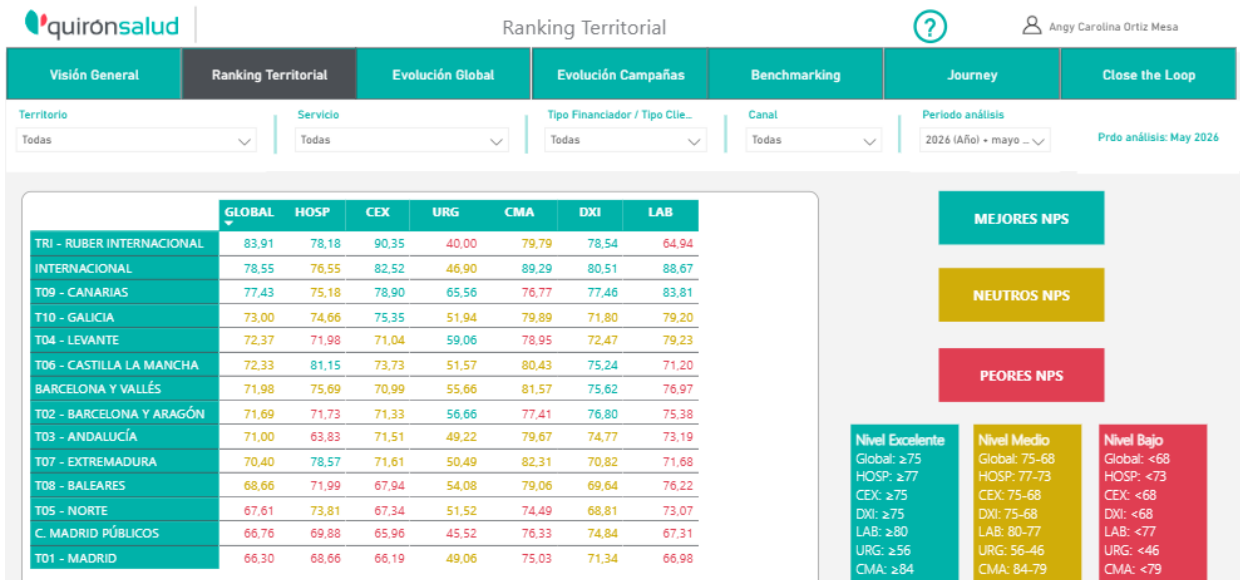 quirónsalud
Ranking Territorial
?
Angy Carolina Ortiz Mesa
Visión General Ranking Territorial Evolución Global Evolución Campañas Benchmarking Journey Close the Loop
Territorio Servicio Tipo Financiador / Tipo Clie... Canal Periodo análisis
Todas Todas Todas Todas 2026 (Año) + mayo ... Prdo análisis: May 2026
GLOBAL HOSP CEX URG CMA DXI LAB
TRI - RUBER INTERNACIONAL 83,91 78,18 90,35 40,00 79,79 78,54 64,94
INTERNACIONAL 78,55 76,55 82,52 46,90 89,29 80,51 88,67
T09 - CANARIAS 77,43 75,18 78,90 65,56 76,77 77,46 83,81
T10 - GALICIA 73,00 74,66 75,35 51,94 79,89 71,80 79,20
T04 - LEVANTE 72,37 71,98 71,04 59,06 78,95 72,47 79,23
T06 - CASTILLA LA MANCHA 72,33 81,15 73,73 51,57 80,43 75,24 71,20
BARCELONA Y VALLÉS 71,98 75,69 70,99 55,66 81,57 75,62 76,97
T02 - BARCELONA Y ARAGÓN 71,69 71,73 71,33 56,66 77,41 76,80 75,38
T03 - ANDALUCÍA 71,00 63,83 71,51 49,22 79,67 74,77 73,19
T07 - EXTREMADURA 70,40 78,57 71,61 50,49 82,31 70,82 71,68
T08 - BALEARES 68,66 71,99 67,94 54,08 79,06 69,64 76,22
T05 - NORTE 67,61 73,81 67,34 51,52 74,49 68,81 73,07
C. MADRID PÚBLICOS 66,76 69,88 65,96 45,52 76,33 74,84 67,31
T01 - MADRID 66,30 68,66 66,19 49,06 75,03 71,34 66,98
MEJORES NPS
NEUTROS NPS
PEORES NPS
Nivel Excelente
Global: ≥75
HOSP: ≥77
CEX: ≥75
DXI: ≥75
LAB: ≥80
URG: ≥56
CMA: ≥84
Nivel Medio
Global: 75-68
HOSP: 77-73
CEX: 75-68
DXI: 75-68
LAB: 80-77
URG: 56-46
CMA: 84-79
Nivel Bajo
Global: <68
HOSP: <73
CEX: <68
DXI: <68
LAB: <77
URG: <46
CMA: <79